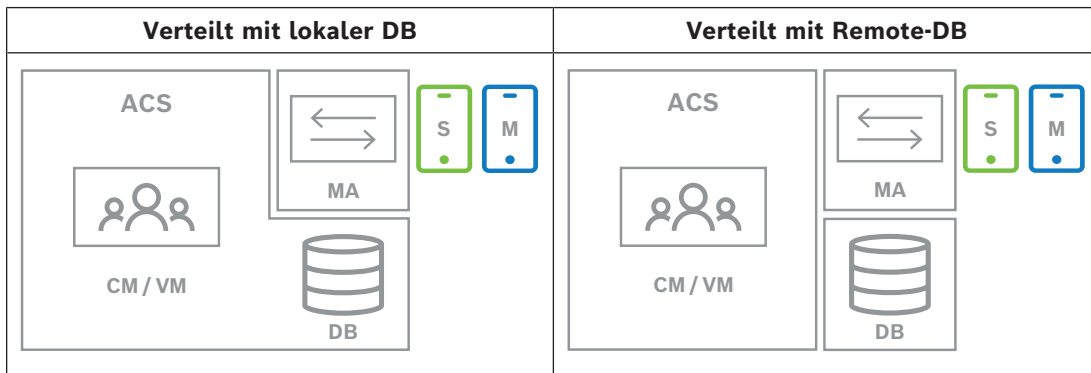 Verteilt mit lokaler DB
ACS
S
M
MA
CM / VM
DB
Verteilt mit Remote-DB
ACS
S
M
MA
CM / VM
DB